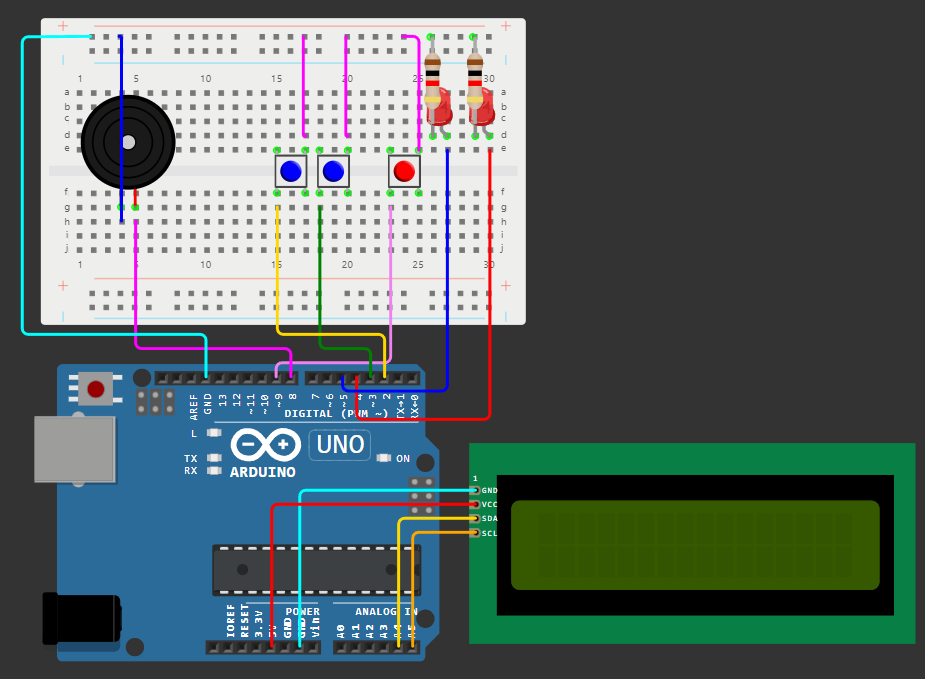 + +
1 5 10 15 20 25 30
a a
b b
c c
d d
e e
f f
g g
h h
i i
j j
1 5 10 15 20 25 30
+ +
AREF GND 13 12 ~11 ~10 ~9 8 7 ~6 ~5 4 ~3 2 TX→1 RX←0
DIGITAL (PWM ~)
L
UNO
TX
RX
ON
ARDUINO
1
GND
VCC
SDA
SCL
POWER ANALOG IN
IOREF RESET 3.3V 5V GND GND Vin A0 A1 A2 A3 A4 A5